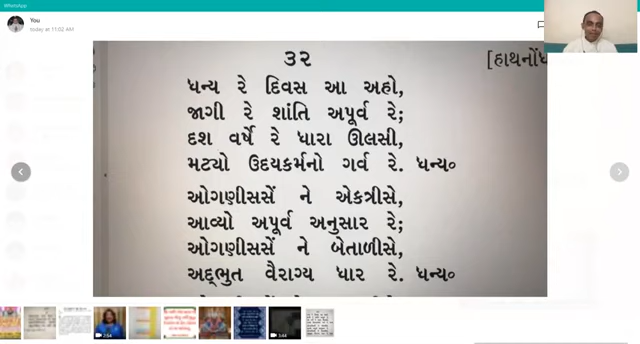 WhatsApp
You
today at 11:02 AM
૩૨
[હાથનોંધ
ધન્ય રે દિવસ આ અહો,
જાગી રે શાંતિ અપૂર્વ રે;
દશ વર્ષે રે ધારા ઊલસી,
મટ્યો ઉદયકર્મનો ગર્વ રે. ધન્ય૦
ઓગણીસસેં ને એકત્રીસે,
આવ્યો અપૂર્વ અનુસાર રે;
ઓગણીસસેં ને બેતાળીસે,
અદ્ભુત વૈરાગ્ય ધાર રે. ધન્ય૦